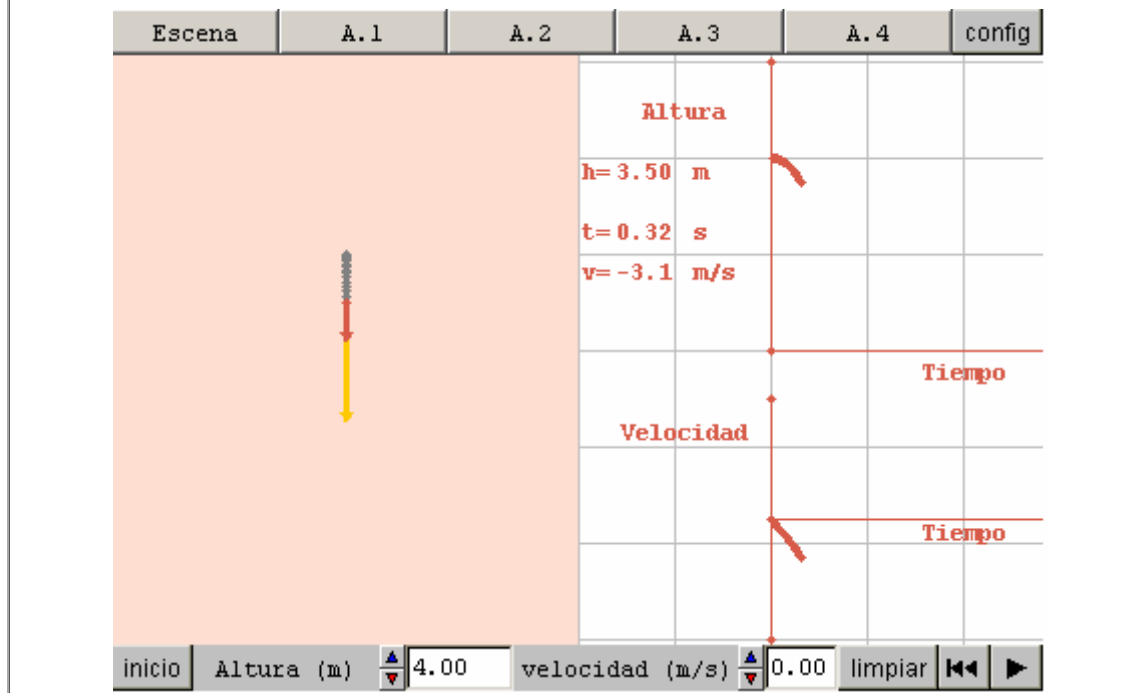 Escena A.1 A.2 A.3 A.4 config
Altura
h= 3.50 m
t= 0.32 s
v= -3.1 m/s
Tiempo
Velocidad
Tiempo
inicio Altura (m) 4.00 velocidad (m/s) 0.00 limpiar